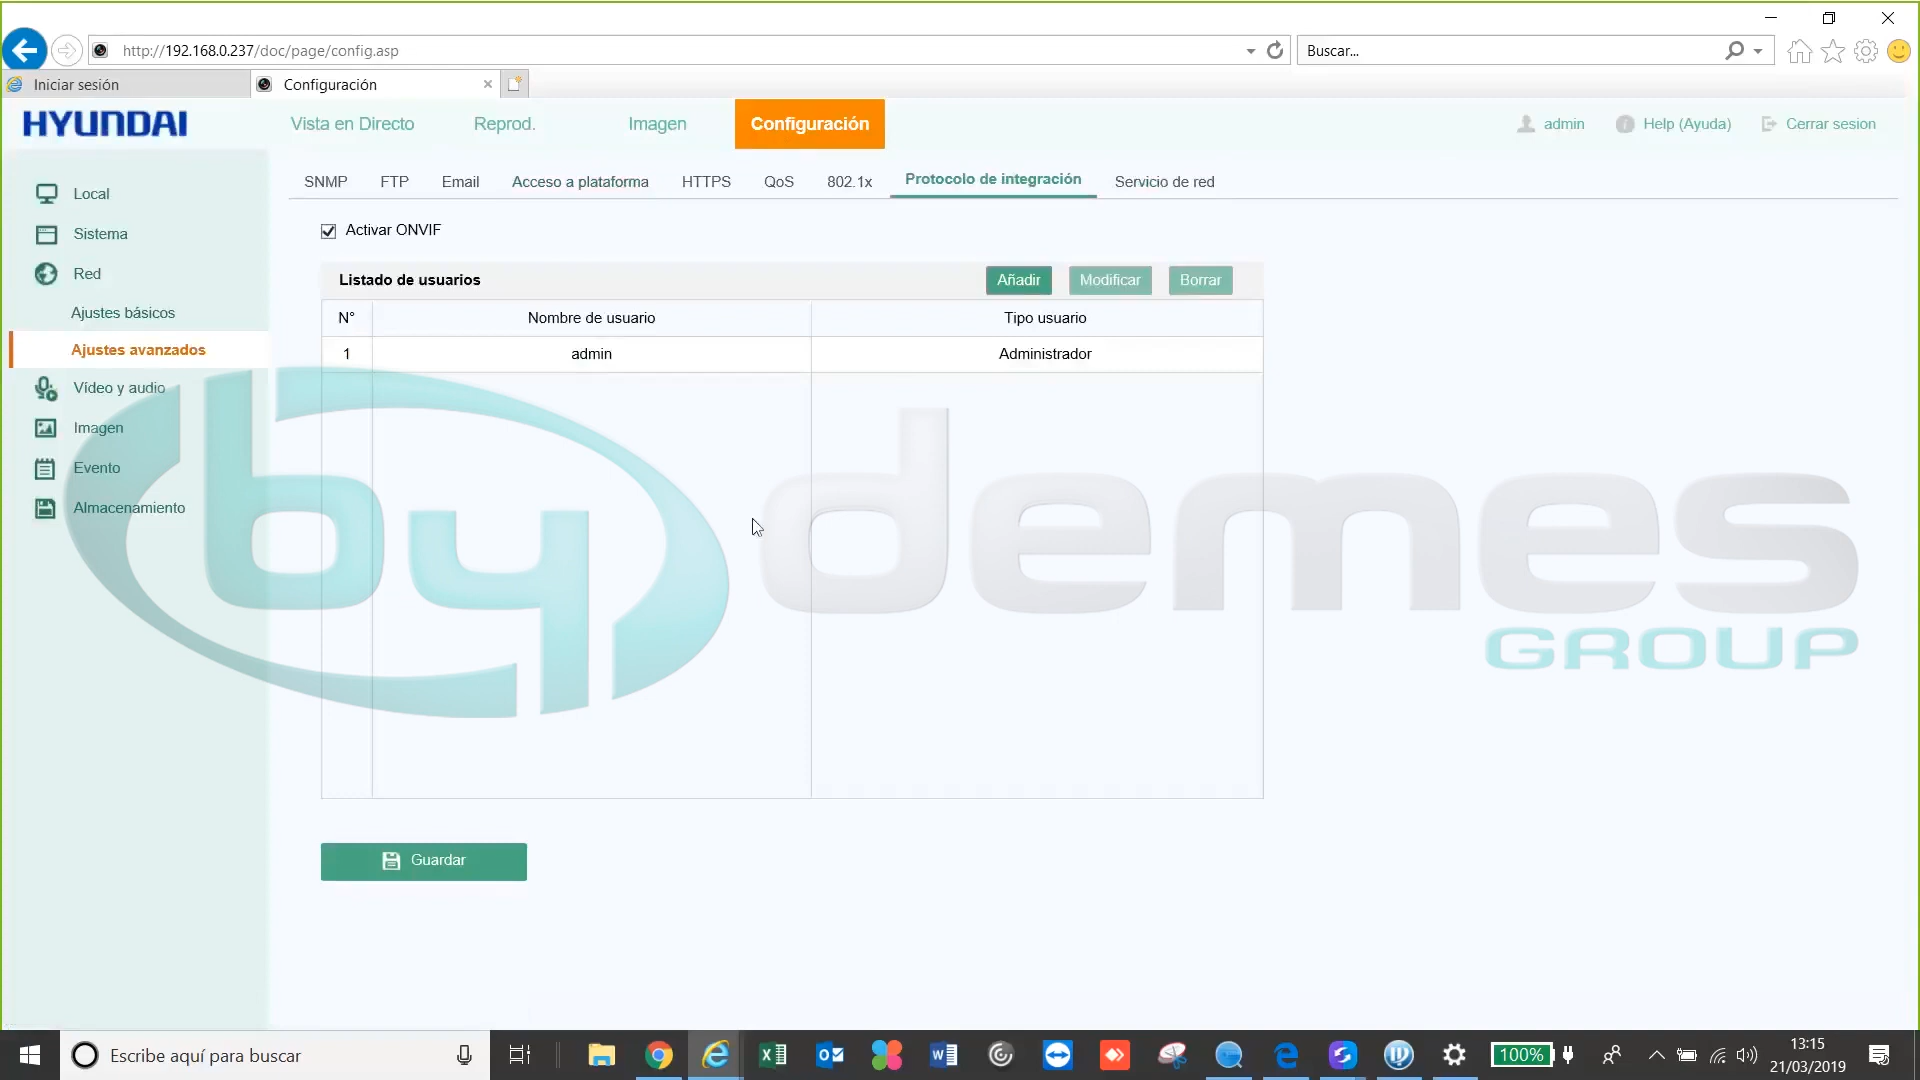 http://192.168.0.237/doc/page/config.asp
Buscar...
Iniciar sesión
Configuración
HYUNDAI
Vista en Directo
Reprod.
Imagen
Configuración
admin
Help (Ayuda)
Cerrar sesion
SNMP
FTP
Email
Acceso a plataforma
HTTPS
QoS
802.1x
Protocolo de integración
Servicio de red
Local
Sistema
Red
Ajustes básicos
Ajustes avanzados
Vídeo y audio
Imagen
Evento
Almacenamiento
Activar ONVIF
Listado de usuarios
Añadir
Modificar
Borrar
N° Nombre de usuario Tipo usuario
1 admin Administrador
by demes
GROUP
Guardar
Escribe aquí para buscar
100%
13:15
21/03/2019